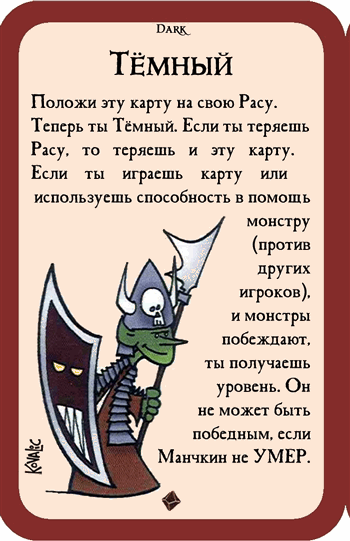 Dark
Тёмный
Положи эту карту на свою Расу.
Теперь ты Тёмный. Если ты теряешь
Расу, то теряешь и эту карту.
Если ты играешь карту или
используешь способность в помощь
монстру
(против
других
игроков),
и монстры
побеждают,
ты получаешь
уровень. Он
не может быть
победным, если
Манчкин не УМЕР.
Kovalic